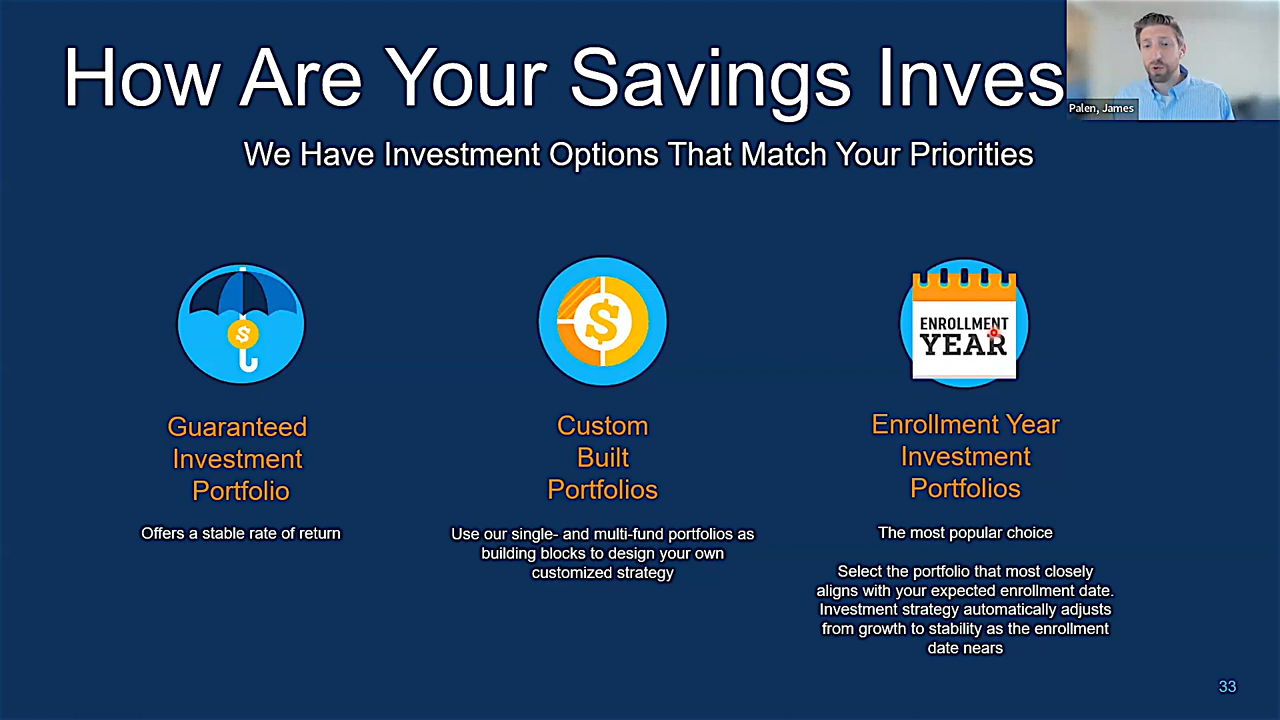 How Are Your Savings Inves
Palen, James
We Have Investment Options That Match Your Priorities
$
$
ENROLLMENT
YEAR
Guaranteed
Investment
Portfolio
Offers a stable rate of return
Custom
Built
Portfolios
Use our single- and multi-fund portfolios as
building blocks to design your own
customized strategy
Enrollment Year
Investment
Portfolios
The most popular choice
Select the portfolio that most closely
aligns with your expected enrollment date.
Investment strategy automatically adjusts
from growth to stability as the enrollment
date nears
33